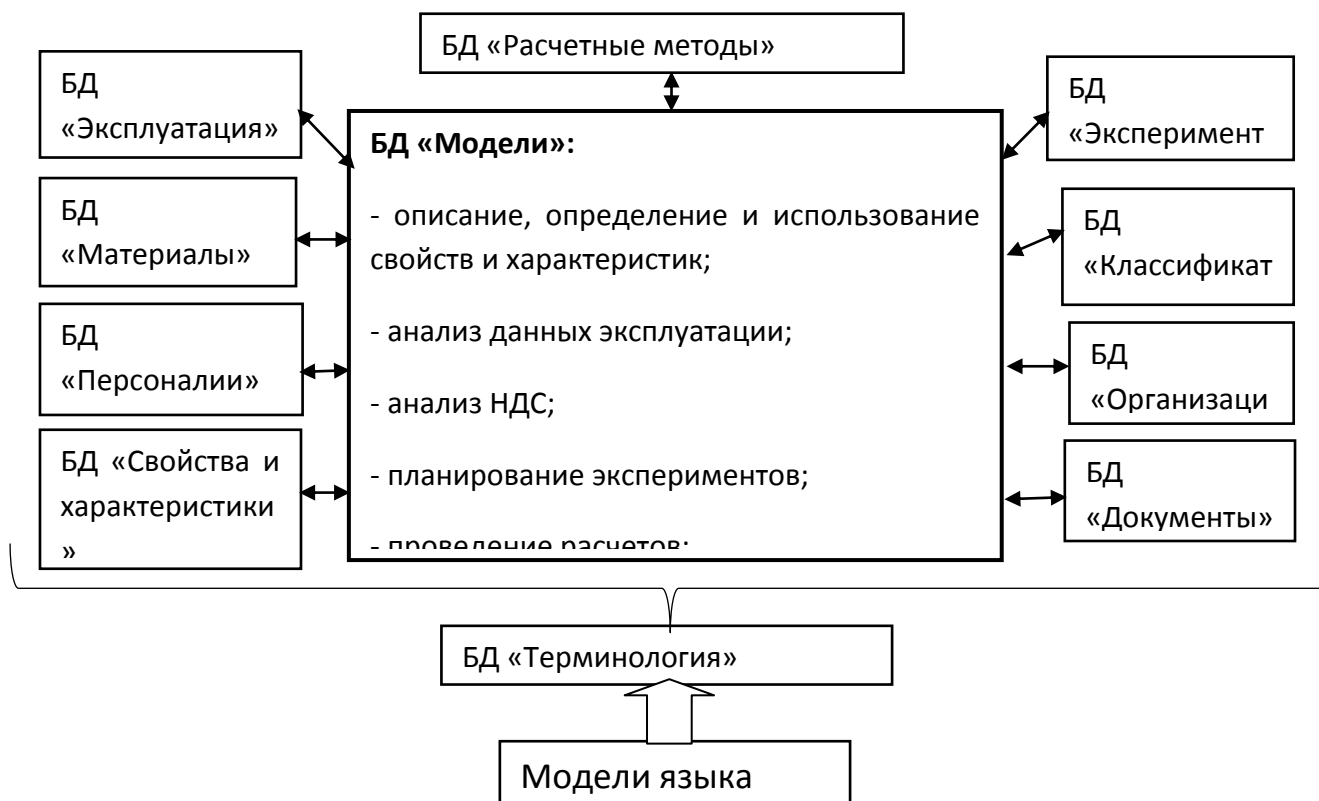 БД «Расчетные методы»
БД
«Эксплуатация»
БД
«Материалы»
БД
«Персоналии»
БД «Свойства и
характеристики
»
БД «Модели»:
- описание, определение и использование
свойств и характеристик;
- анализ данных эксплуатации;
- анализ НДС;
- планирование экспериментов;
- проведение расчетов;
БД
«Эксперимент
БД
«Классификат
БД
«Организаци
БД
«Документы»
БД «Терминология»
Модели языка